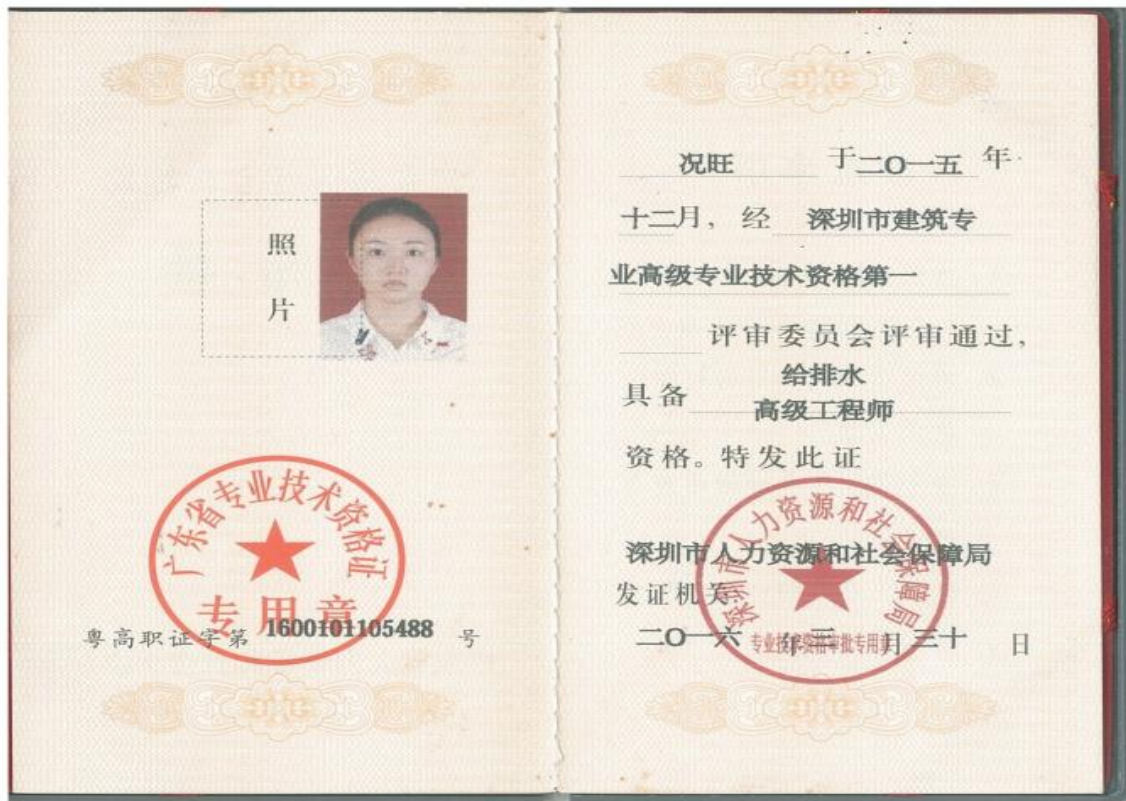 照
片
广东省专业技术资格证
专用章
粤高职证字第 1600101105488 号
况旺 于二〇一五 年
十二月, 经 深圳市建筑专
业高级专业技术资格第一
评审委员会评审通过,
给排水
具备
高级工程师
资格。特发此证
深圳市人力资源和社会保障局
深圳市人力资源和社会保障局
发证机关:
二〇一六 年三月三十 日
专业技术资格审批专用章